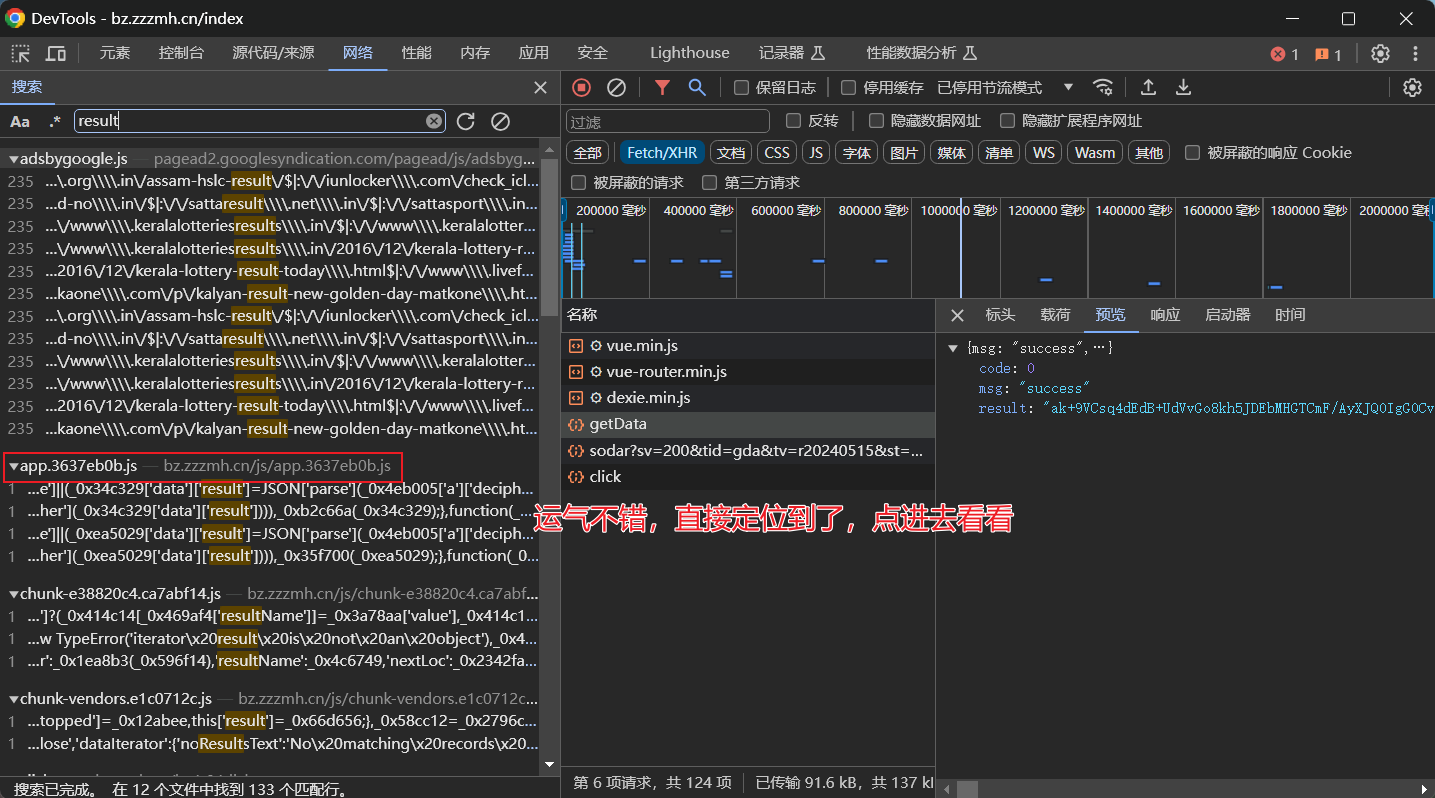 DevTools - bz.zzzmh.cn/index
元素 控制台 源代码/来源 网络 性能 内存 应用 安全 Lighthouse 记录器 性能数据分析 1 1
搜索
保留日志 停用缓存 已停用节流模式
Aa .* result
过滤 反转 隐藏数据网址 隐藏扩展程序网址
全部 Fetch/XHR 文档 CSS JS 字体 图片 媒体 清单 WS Wasm 其他 被屏蔽的响应 Cookie
被屏蔽的请求 第三方请求
200000 毫秒 400000 毫秒 600000 毫秒 800000 毫秒 1000000 毫秒 1200000 毫秒 1400000 毫秒 1600000 毫秒 1800000 毫秒 2000000 毫秒
adsbygoogle.js — pagead2.googlesyndication.com/pagead/js/adsbyg...
235 ...\.org\\\\.in\/assam-hslc-result\/$|:\/\/iunlocker\\\\.com\/check_icl...
235 ...d-no\\\\.in\/$|:\/\/sattaresult\\\\.net\\\\.in\/$|:\/\/sattasport\\\\.in...
235 ...\/www\\\\.keralalotteriesresults\\\\.in\/$|:\/\/www\\\\.keralalotter...
235 ...\/www\\\\.keralalotteriesresults\\\\.in\/2016\/12\/kerala-lottery-r...
235 ...2016\/12\/kerala-lottery-result-today\\\\.html$|:\/\/www\\\\.livef...
235 ...kaone\\\\.com\/p\/kalyan-result-new-golden-day-matkone\\\\.ht...
235 ...\.org\\\\.in\/assam-hslc-result\/$|:\/\/iunlocker\\\\.com\/check_icl...
235 ...d-no\\\\.in\/$|:\/\/sattaresult\\\\.net\\\\.in\/$|:\/\/sattasport\\\\.in...
235 ...\/www\\\\.keralalotteriesresults\\\\.in\/$|:\/\/www\\\\.keralalotter...
235 ...\/www\\\\.keralalotteriesresults\\\\.in\/2016\/12\/kerala-lottery-r...
235 ...2016\/12\/kerala-lottery-result-today\\\\.html$|:\/\/www\\\\.livef...
235 ...kaone\\\\.com\/p\/kalyan-result-new-golden-day-matkone\\\\.ht...
app.3637eb0b.js — bz.zzzmh.cn/js/app.3637eb0b.js
1 ...e']||(_0x34c329['data']['result']=JSON['parse'](_0x4eb005['a']['deciph...
1 ...her'](_0x34c329['data']['result']))),_0xb2c66a(_0x34c329);},function(_...
1 ...e']||(_0xea5029['data']['result']=JSON['parse'](_0x4eb005['a']['deciph...
1 ...her'](_0xea5029['data']['result']))),_0x35f700(_0xea5029);},function(_0...
chunk-e38820c4.ca7abf14.js — bz.zzzmh.cn/js/chunk-e38820c4.ca7abf...
1 ...']?(_0x414c14[_0x469af4['resultName']]=_0x3a78aa['value'],_0x414c1...
1 ...w TypeError('iterator\x20result\x20is\x20not\x20an\x20object'),_0x4...
1 ...r':_0x1ea8b3(_0x596f14),'resultName':_0x4c6749,'nextLoc':_0x2342fa...
chunk-vendors.e1c0712c.js — bz.zzzmh.cn/js/chunk-vendors.e1c0712c...
1 ...topped']=_0x12abee,this['result']=_0x66d656;},_0x58cc12=_0x2796c...
1 ...lose','dataIterator':{'noResultsText':'No\x20matching\x20records\x20...
搜索已完成。 在 12 个文件中找到 133 个匹配行。
名称
vue.min.js
vue-router.min.js
dexie.min.js
getData
sodar?sv=200&tid=gda&tv=r20240515&st=...
click
第 6 项请求，共 124 项 已传输 91.6 kB，共 137 k
标头 载荷 预览 响应 启动器 时间
{msg: "success",…}
code: 0
msg: "success"
result: "ak+9VCsq4dEdB+UdVvGo8kh5JDEbMHGTCmF/AyXJQ0IgG0Cv
运气不错，直接定位到了，点进去看看